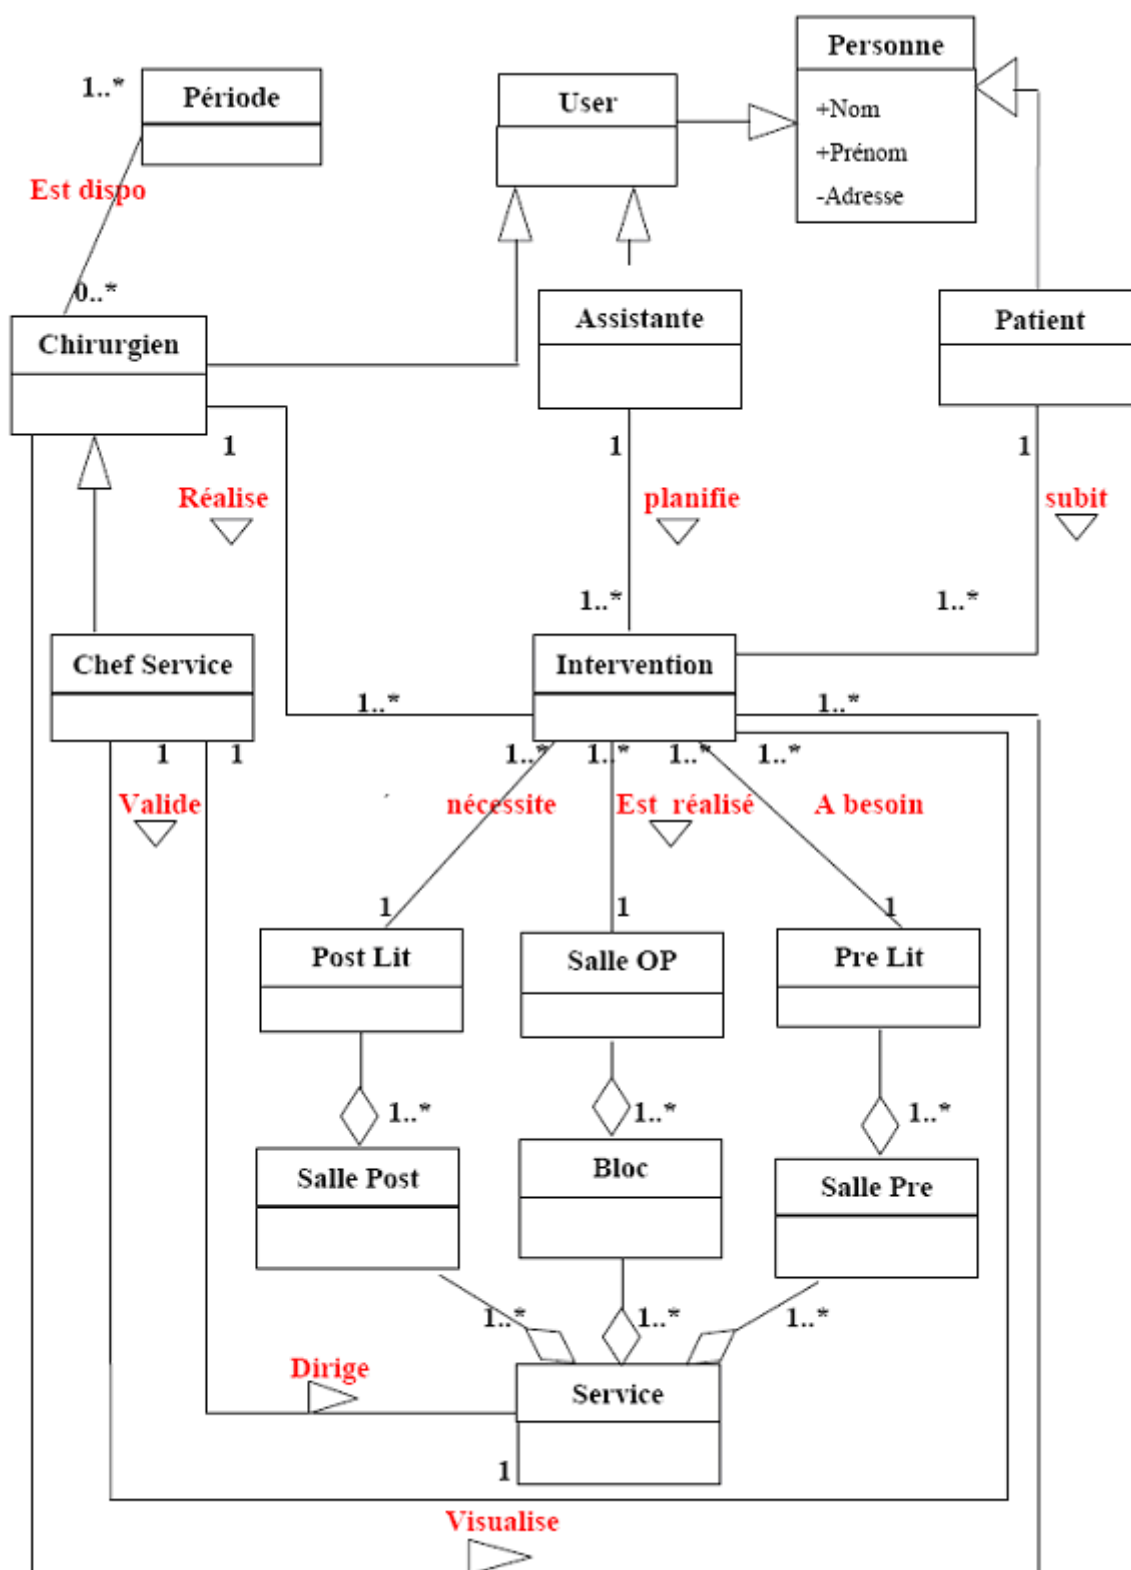 Personne
1..*
Période
User
+Nom
+Prénom
-Adresse
Est dispo
0..*
Chirurgien
Assistante
Patient
1
1
1
Réalise
planifie
subit
1..*
1..*
Chef Service
Intervention
1..*
1..*
1
1
1..*
1..*
1..*
1..*
Valide
nécessite
Est réalisé
A besoin
1
1
1
Post Lit
Salle OP
Pre Lit
1..*
1..*
1..*
Salle Post
Bloc
Salle Pre
1..*
1..*
1..*
Dirige
Service
1
Visualise